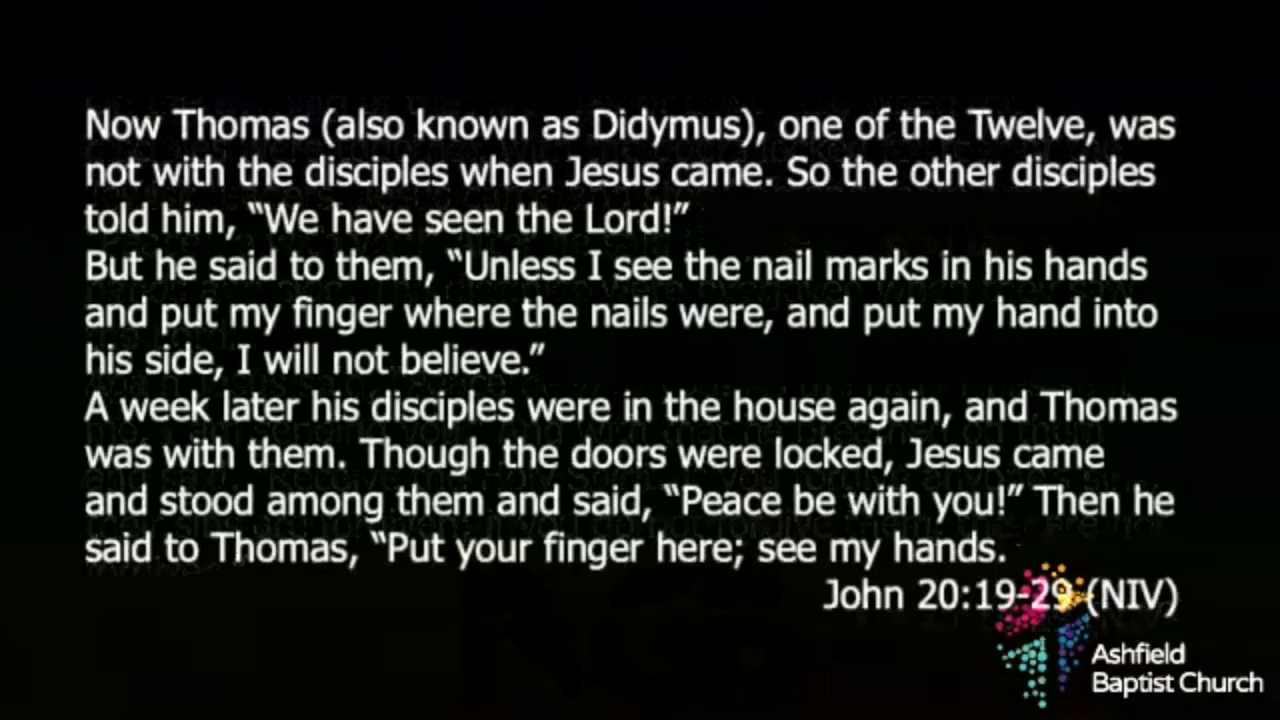 Now Thomas (also known as Didymus), one of the Twelve, was
not with the disciples when Jesus came. So the other disciples
told him, “We have seen the Lord!”
But he said to them, “Unless I see the nail marks in his hands
and put my finger where the nails were, and put my hand into
his side, I will not believe.”
A week later his disciples were in the house again, and Thomas
was with them. Though the doors were locked, Jesus came
and stood among them and said, “Peace be with you!” Then he
said to Thomas, “Put your finger here; see my hands.
John 20:19-29 (NIV)
Ashfield
Baptist Church